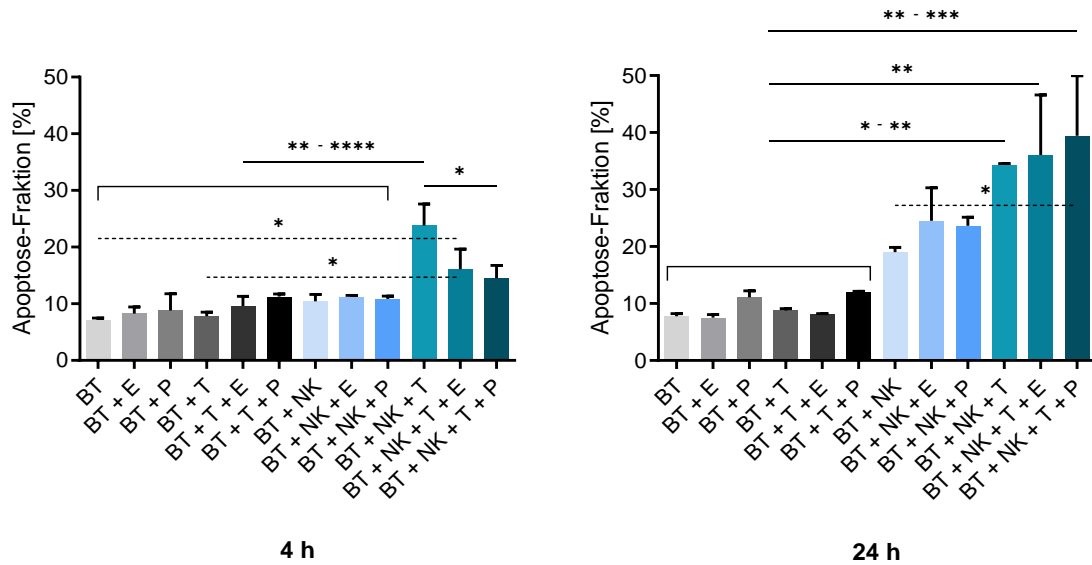 ** - ***
50
**
40
** - ****
* - **
*
30
*
*
20
*
10
0
Apoptose-Fraktion [%]
BT
BT + E
BT + P
BT + T
BT + T + E
BT + T + P
BT + NK
BT + NK + E
BT + NK + P
BT + NK + T
BT + NK + T + E
BT + NK + T + P
4 h
50
40
30
20
10
0
Apoptose-Fraktion [%]
BT
BT + E
BT + P
BT + T
BT + T + E
BT + T + P
BT + NK
BT + NK + E
BT + NK + P
BT + NK + T
BT + NK + T + E
BT + NK + T + P
24 h